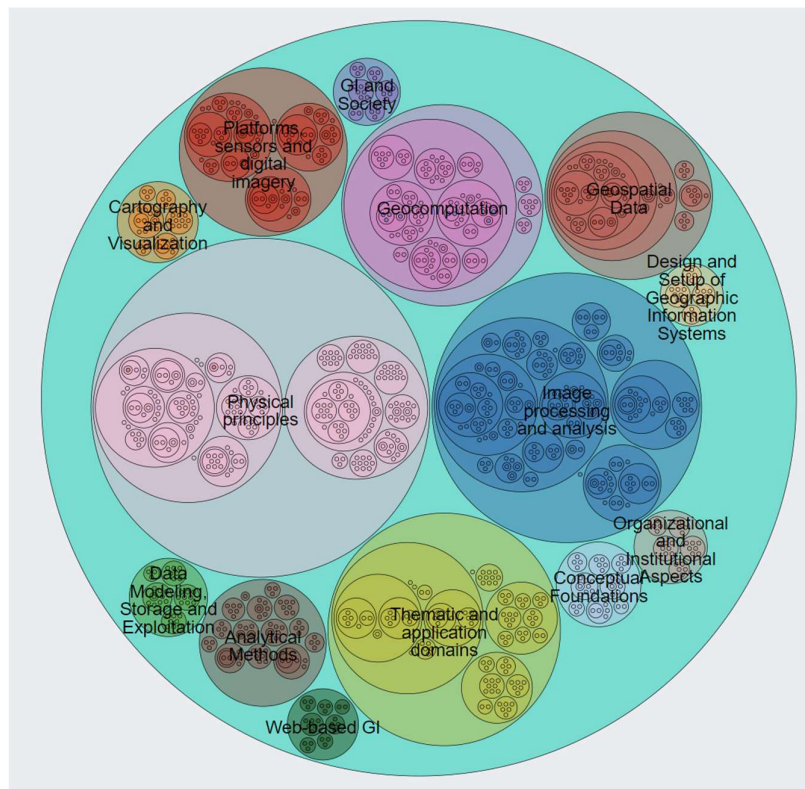 GI and
Society
Platforms,
sensors and
digital
imagery
Geospatial
Data
Cartography
and
Visualization
Geocomputation
Design and
Setup of
Geographic
Information
Systems
Physical
principles
Image
processing
and analysis
Organizational
and
Institutional
Aspects
Conceptual
Foundations
Data
Modeling,
Storage and
Exploitation
Thematic and
application
domains
Analytical
Methods
Web-based GI